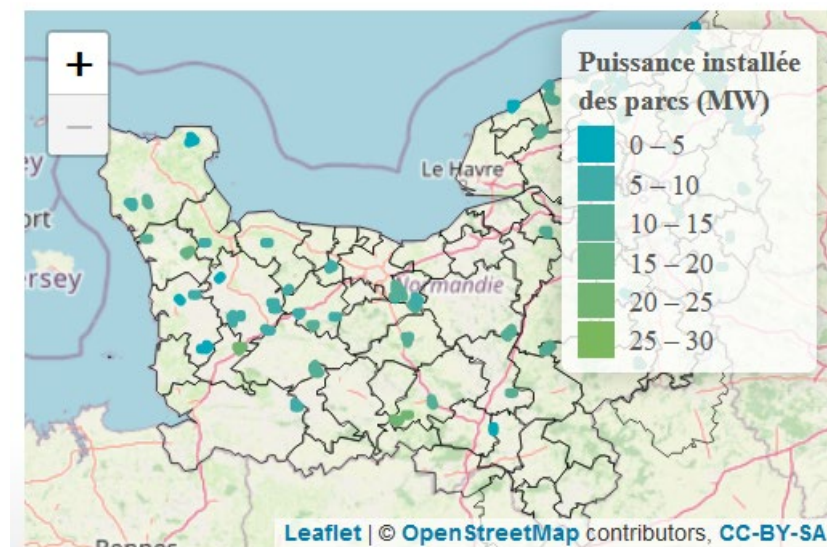 +
−
Puissance installée
des parcs (MW)
0 – 5
5 – 10
10 – 15
15 – 20
20 – 25
25 – 30
Le Havre
ey
ort
ersey
Normandie
Rennes
Leaflet | © OpenStreetMap contributors, CC-BY-SA